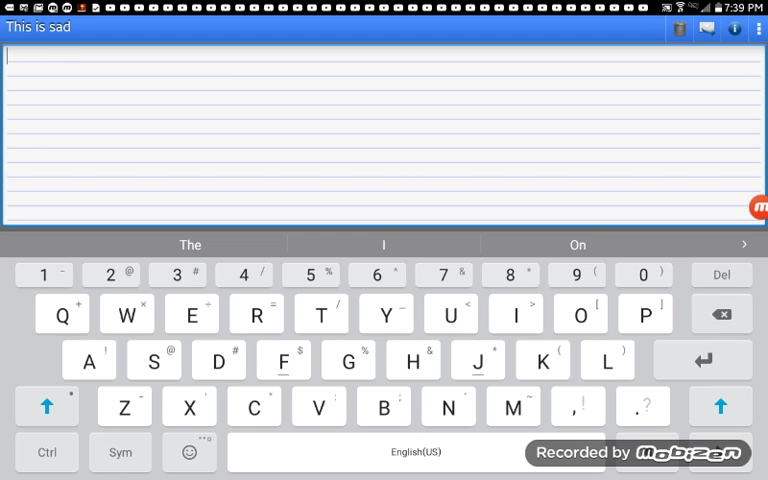 7:39 PM
This is sad
The I On >
1 - 2 @ 3 # 4 / 5 % 6 ^ 7 & 8 * 9 ( 0 ) Del
Q + W × E ÷ R = T / Y _ U < I > O [ P ]
A ! S @ D # F $ G % H & J * K ( L )
Z - X ' C " V : B ; N , M ~ , ! . ?
Ctrl Sym English(US) Recorded by mobizen